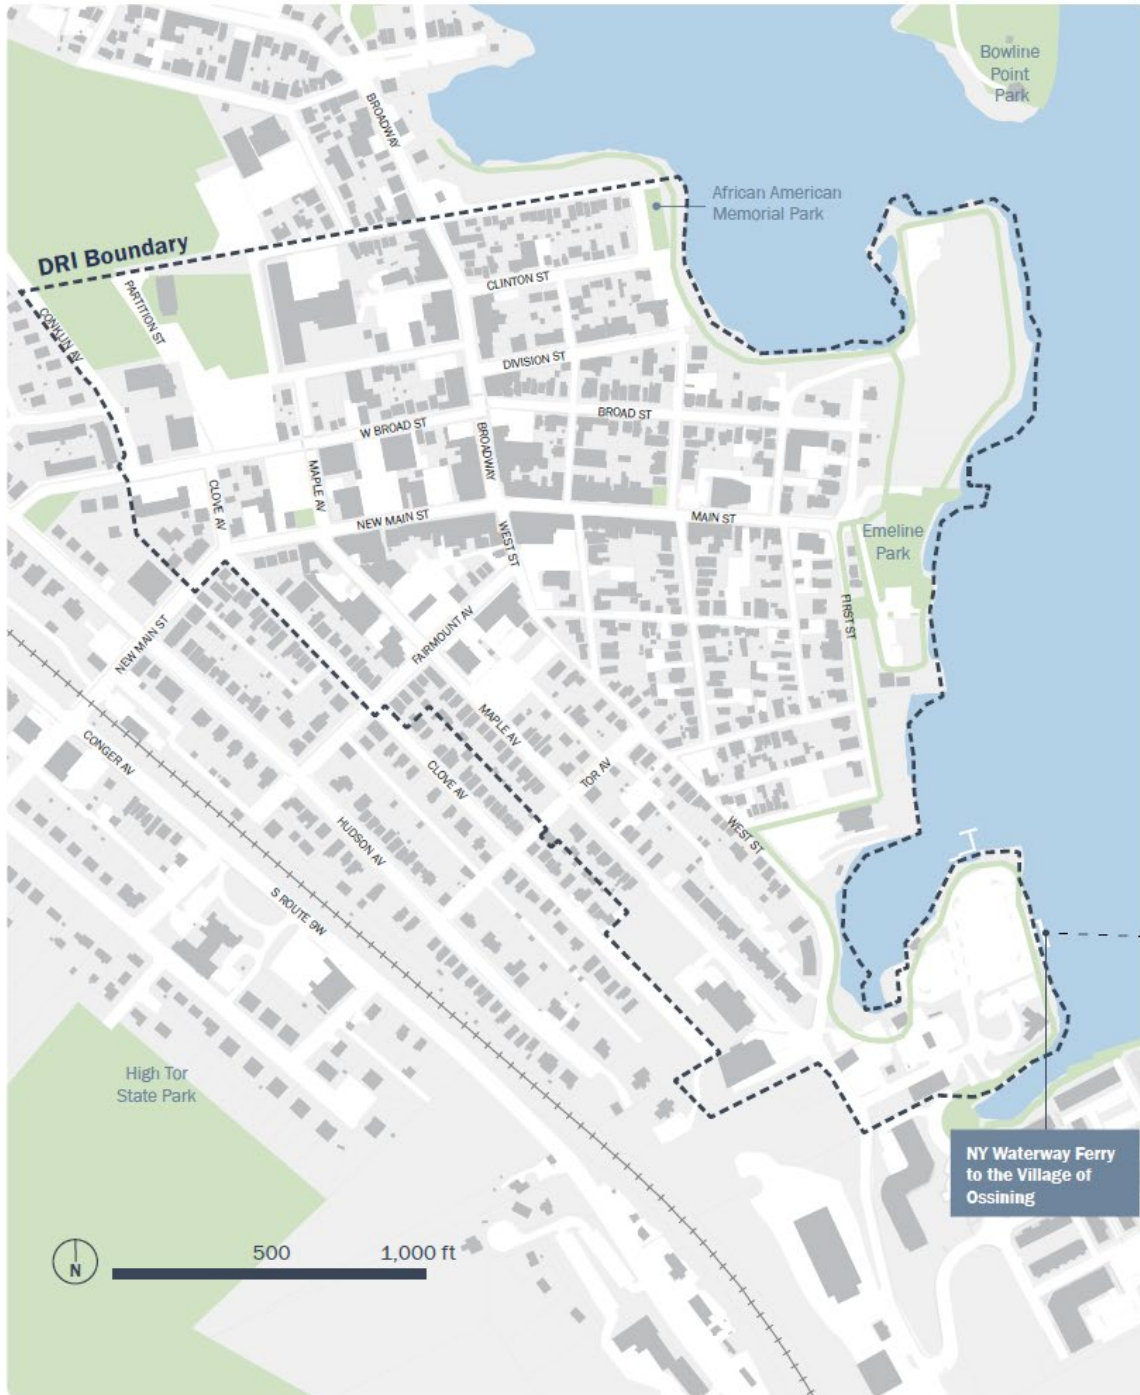 Bowline
Point
Park
BROADWAY
African American
Memorial Park
DRI Boundary
CLINTON ST
PARTITION ST
CONKLIN AV
DIVISION ST
BROAD ST
W BROAD ST
BROADWAY
MAPLE AV
CLOVE AV
NEW MAIN ST
MAIN ST
WEST ST
Emeline
Park
FIRST ST
FAIRMOUNT AV
NEW MAIN ST
MAPLE AV
CONGER AV
CLOVE AV
TOR AV
HUDSON AV
WEST ST
S ROUTE 9W
High Tor
State Park
NY Waterway Ferry
to the Village of
Ossining
N
500 1,000 ft